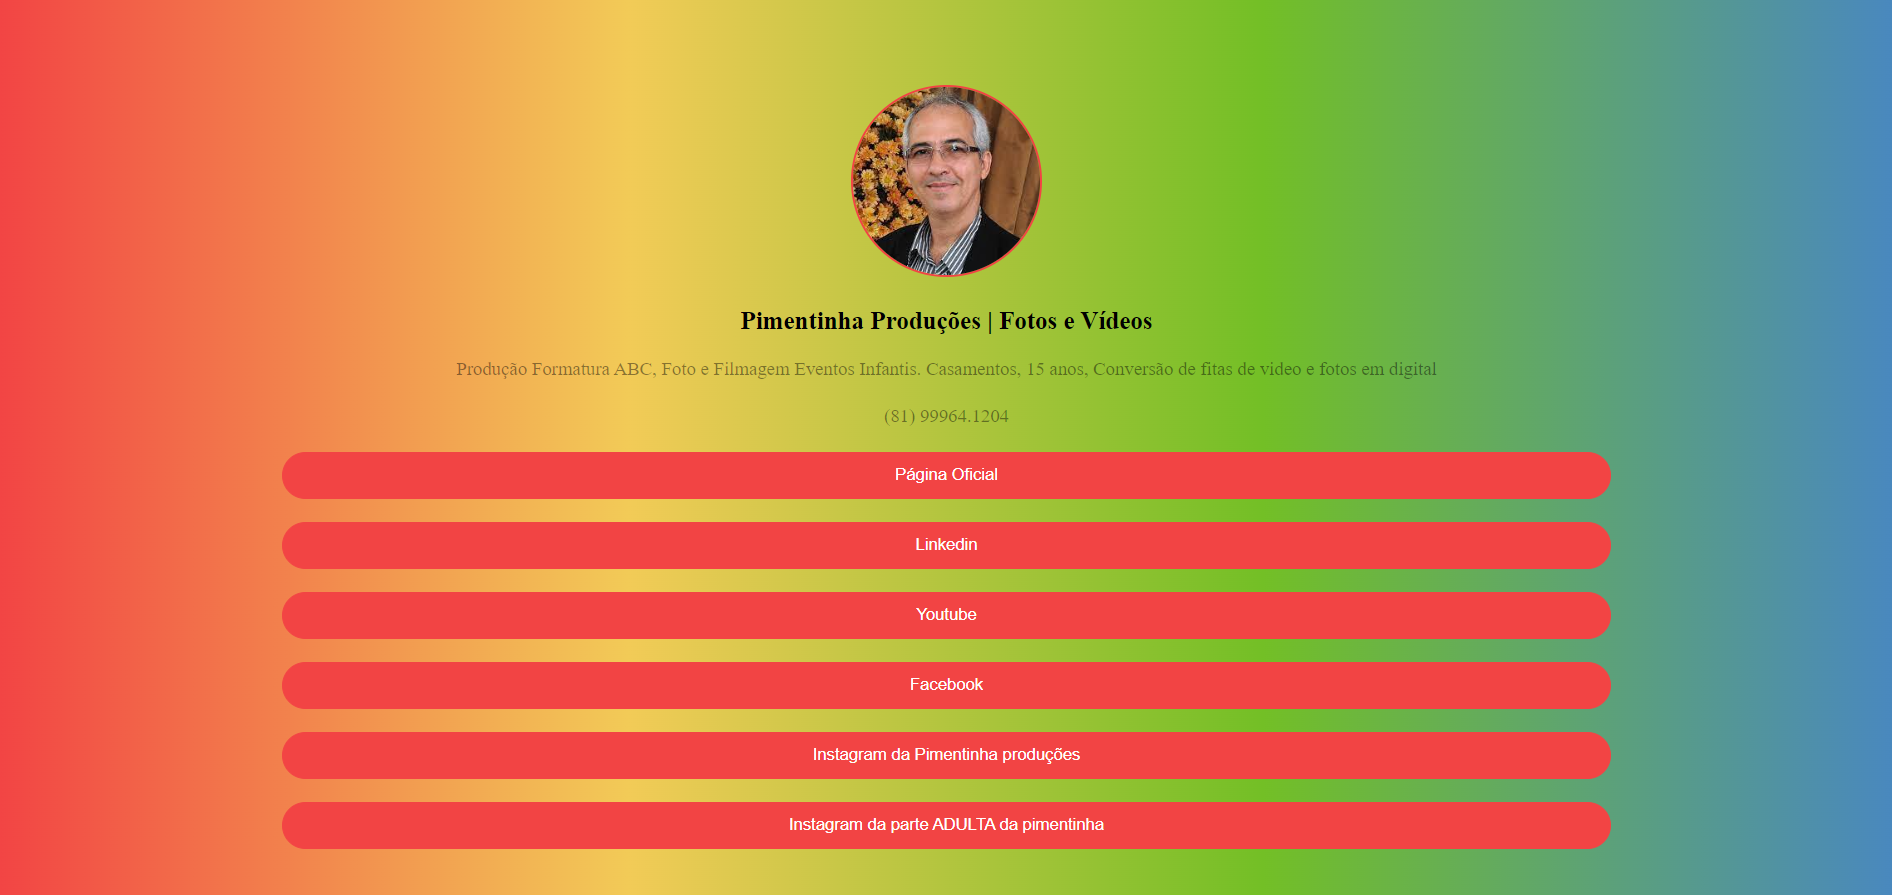 Pimentinha Produções | Fotos e Vídeos
Produção Formatura ABC, Foto e Filmagem Eventos Infantis. Casamentos, 15 anos, Conversão de fitas de video e fotos em digital
(81) 99964.1204
Página Oficial
Linkedin
Youtube
Facebook
Instagram da Pimentinha produções
Instagram da parte ADULTA da pimentinha